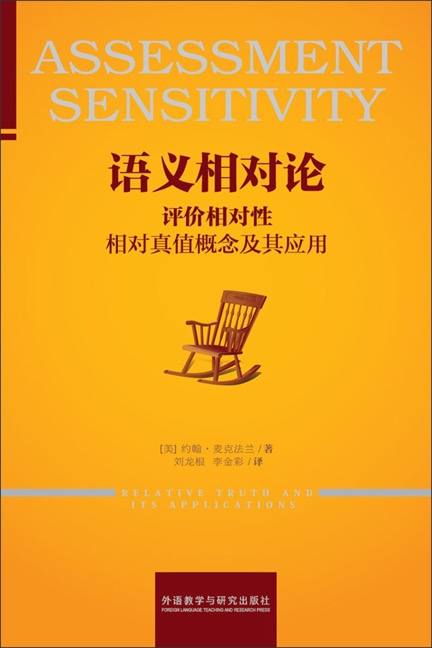 ASSESSMENT
SENSITIVITY
语义相对论
评价相对性
相对真值概念及其应用
[美] 约翰·麦克法兰/著
刘龙根 李金彩/译
RELATIVE TRUTH AND
ITS APPLICATIONS
外语教学与研究出版社
FOREIGN LANGUAGE TEACHING AND RESEARCH PRESS